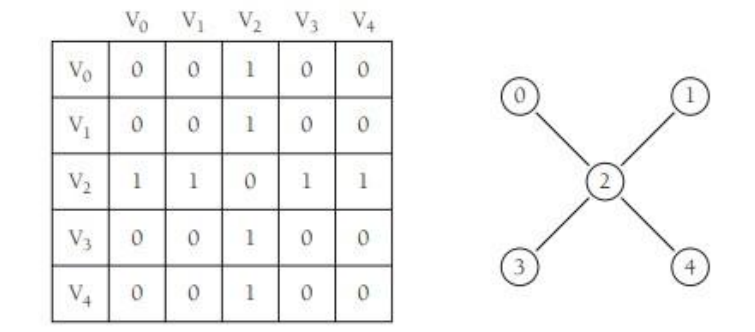 V₀ V₁ V₂ V₃ V₄
V₀ 0 0 1 0 0
V₁ 0 0 1 0 0
V₂ 1 1 0 1 1
V₃ 0 0 1 0 0
V₄ 0 0 1 0 0
0 1
2
3 4